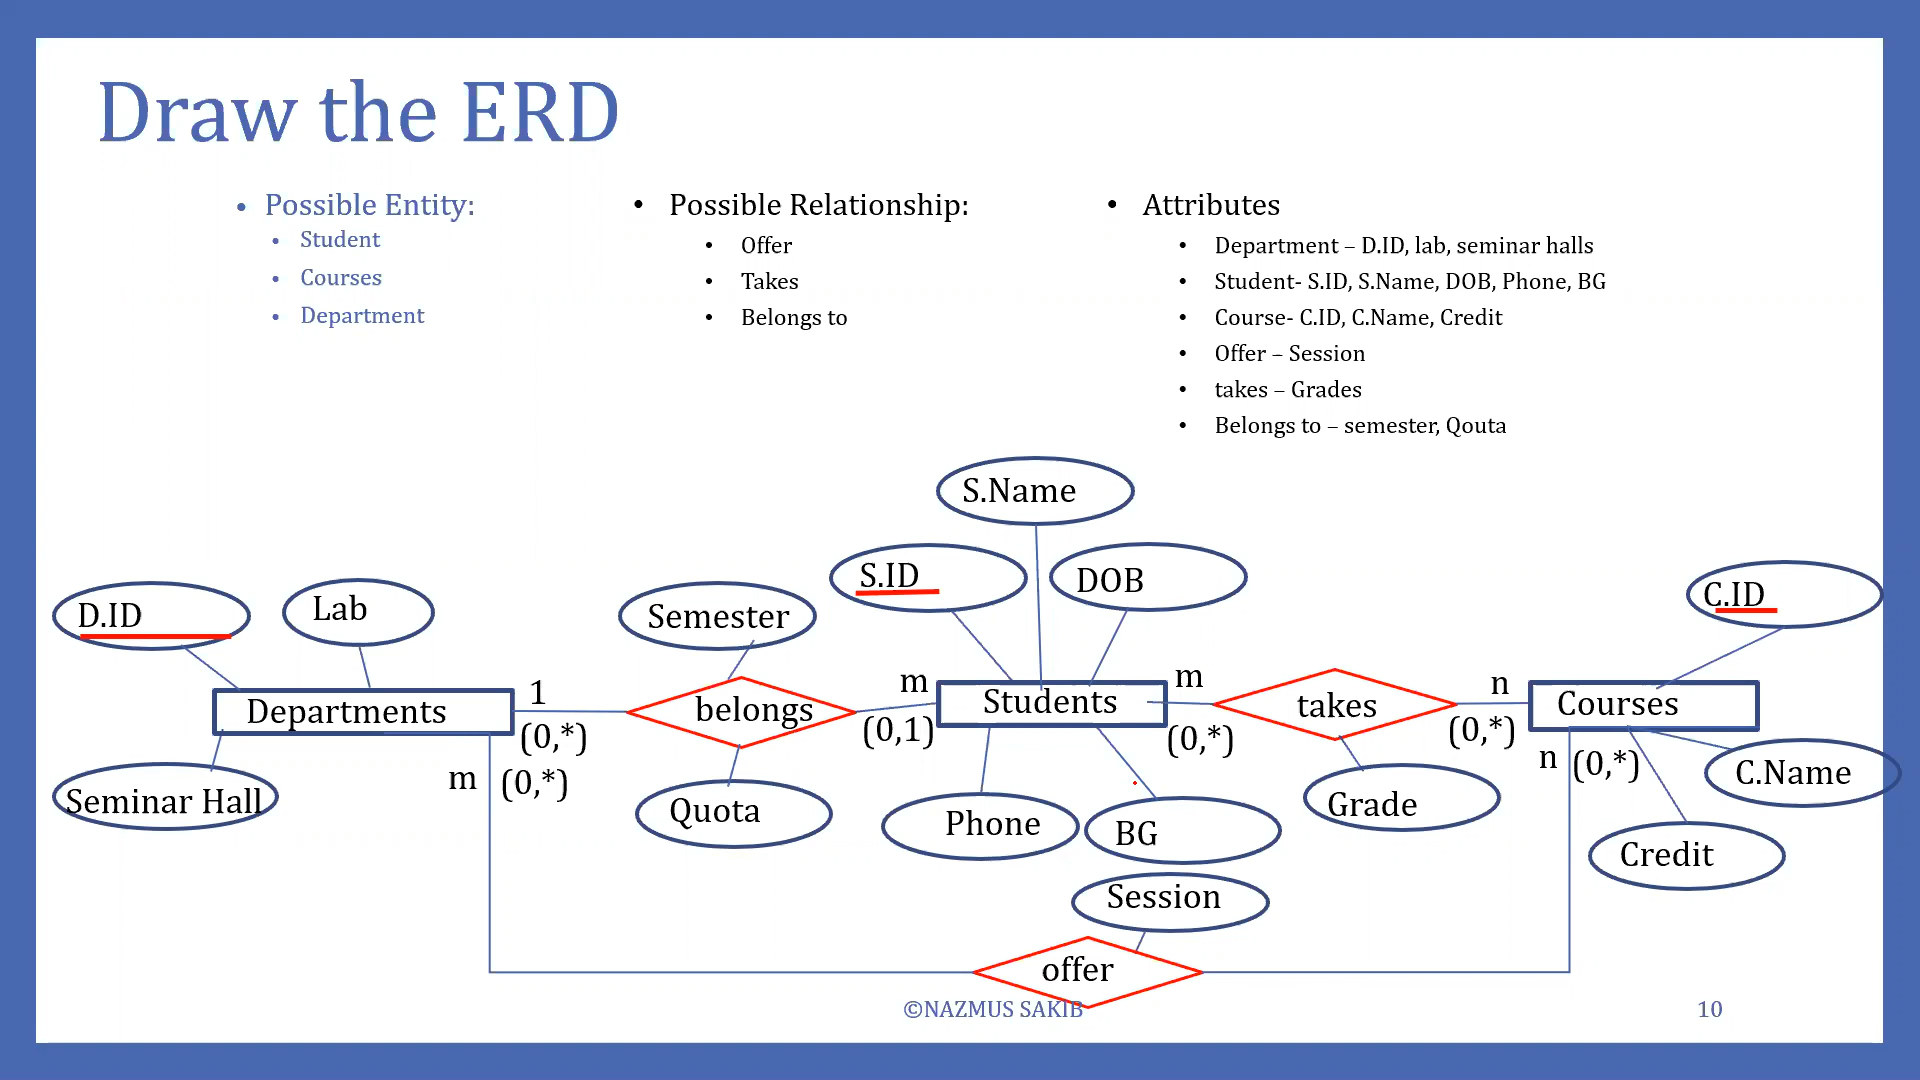 Draw the ERD
• Possible Entity:
• Student
• Courses
• Department
• Possible Relationship:
• Offer
• Takes
• Belongs to
• Attributes
• Department – D.ID, lab, seminar halls
• Student- S.ID, S.Name, DOB, Phone, BG
• Course- C.ID, C.Name, Credit
• Offer – Session
• takes – Grades
• Belongs to – semester, Qouta
S.Name
S.ID
DOB
C.ID
D.ID
Lab
Semester
Departments
1
belongs
m
Students
m
takes
n
Courses
(0,*)
(0,1)
(0,*)
(0,*)
m
(0,*)
n
(0,*)
Seminar Hall
Quota
Phone
BG
Grade
C.Name
Credit
Session
offer
©NAZMUS SAKIB
10